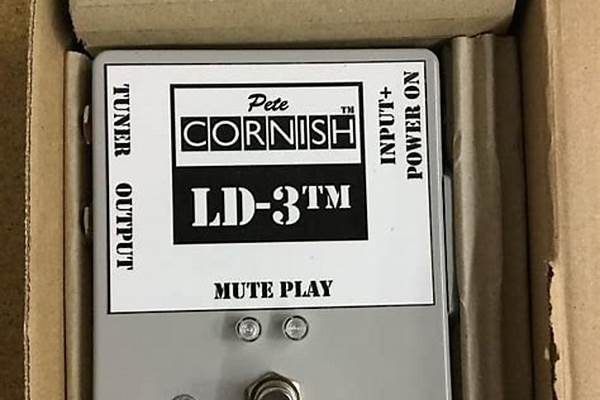 Pete
CORNISH™
LD-3™
TUNER OUTPUT
INPUT+
POWER ON
MUTE PLAY